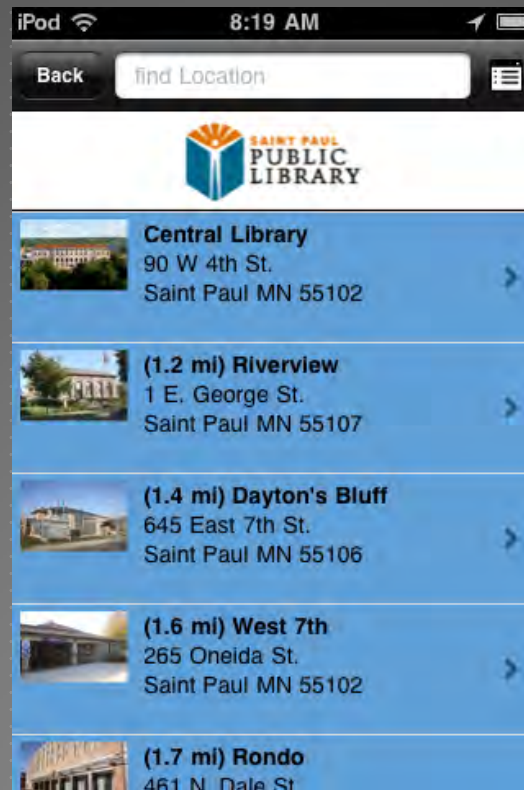 iPod 8:19 AM
Back find Location
SAINT PAUL
PUBLIC
LIBRARY
Central Library
90 W 4th St.
Saint Paul MN 55102
(1.2 mi) Riverview
1 E. George St.
Saint Paul MN 55107
(1.4 mi) Dayton's Bluff
645 East 7th St.
Saint Paul MN 55106
(1.6 mi) West 7th
265 Oneida St.
Saint Paul MN 55102
(1.7 mi) Rondo
461 N. Dale St.